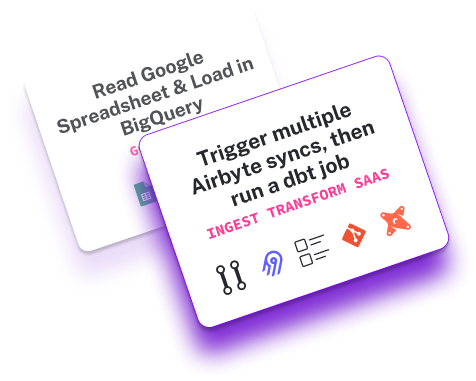 Read Google
Spreadsheet & Load in
BigQuery
G
Trigger multiple
Airbyte syncs, then
run a dbt job
INGEST TRANSFORM SAAS